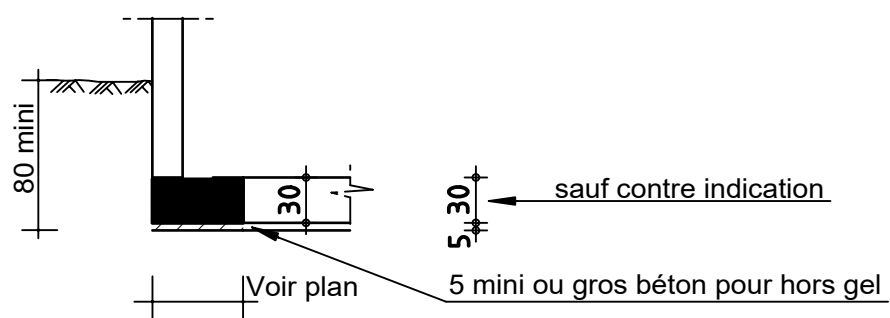 80 mini
30
30
sauf contre indication
5
Voir plan
5 mini ou gros béton pour hors gel